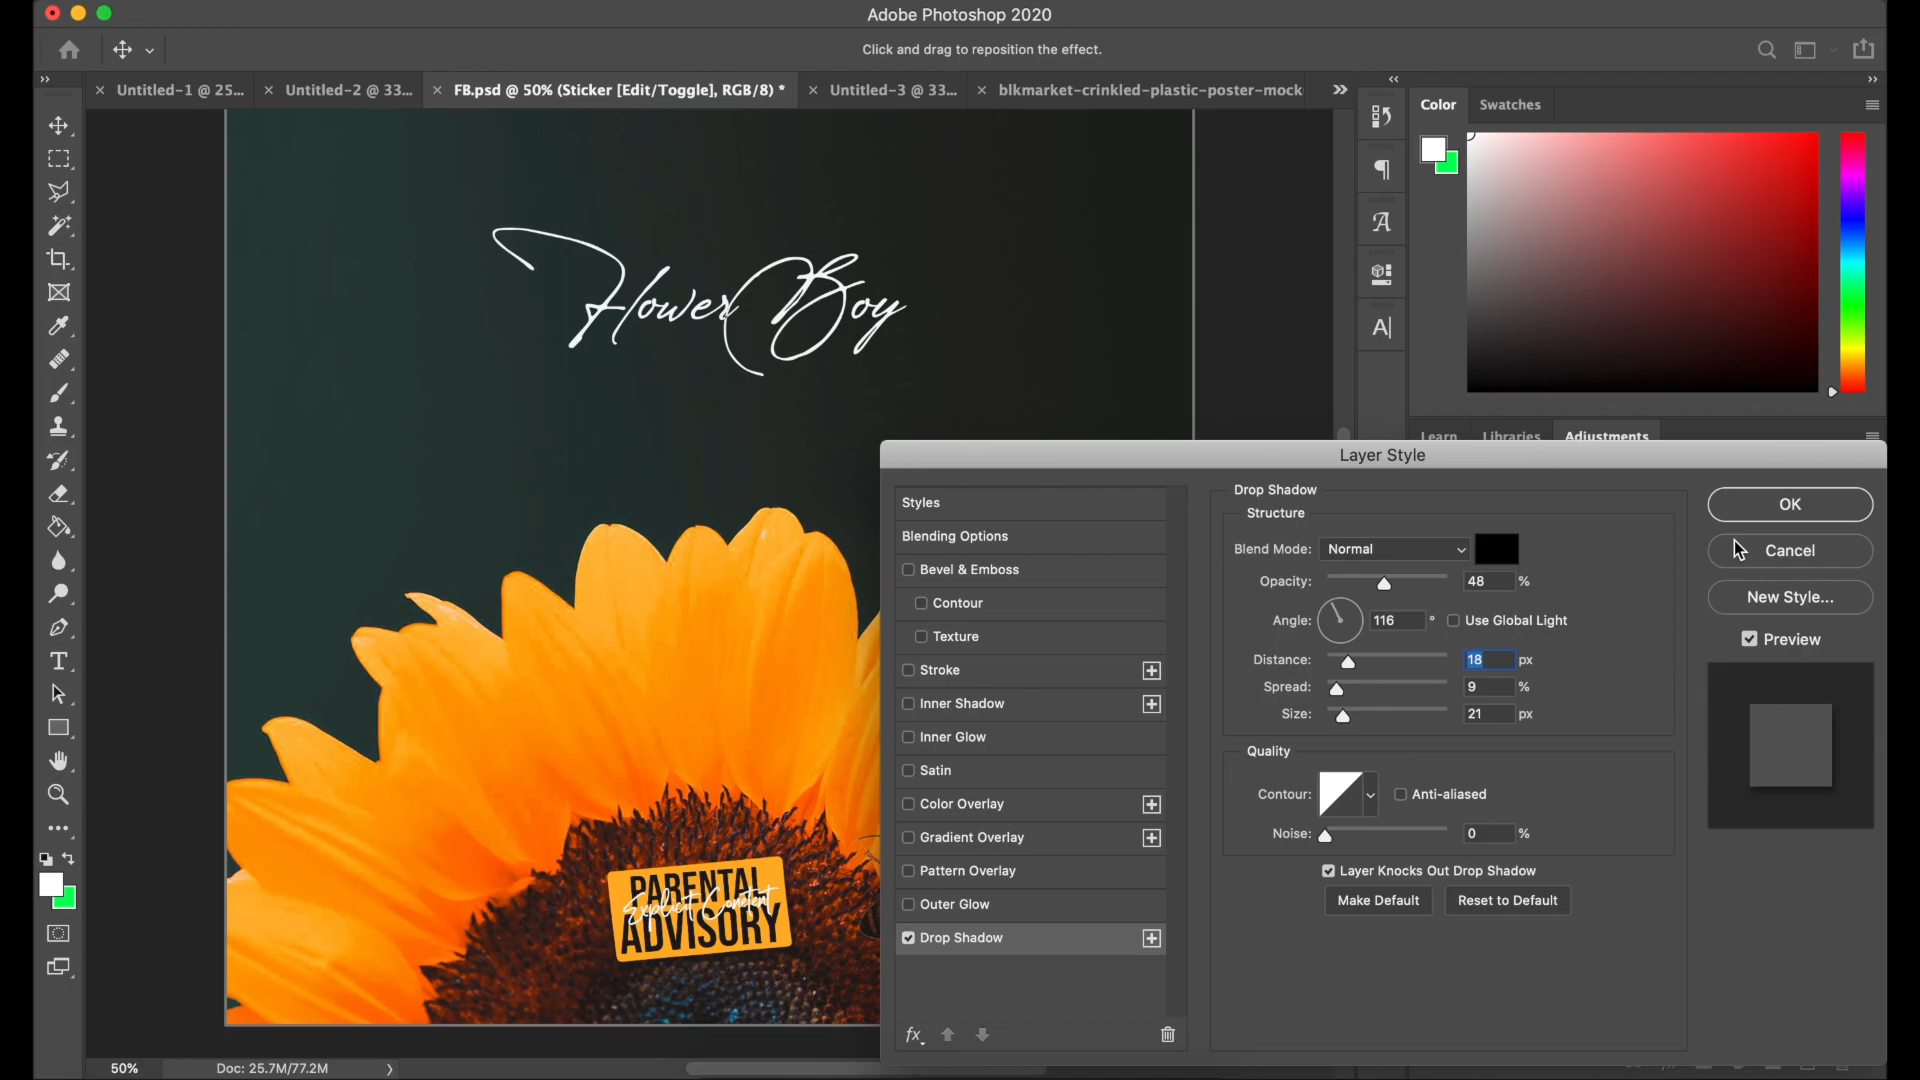 Adobe Photoshop 2020
Click and drag to reposition the effect.
Untitled-1 @ 25...
Untitled-2 @ 33...
FB.psd @ 50% (Sticker [Edit/Toggle], RGB/8) *
Untitled-3 @ 33...
blkmarket-crinkled-plastic-poster-mock
Color
Swatches
Flower Boy
Learn
Libraries
Adjustments
Layer Style
Styles
Blending Options
Bevel & Emboss
Contour
Texture
Stroke
Inner Shadow
Inner Glow
Satin
Color Overlay
Gradient Overlay
Pattern Overlay
Outer Glow
Drop Shadow
fx
Drop Shadow
Structure
Blend Mode: Normal
Opacity: 48 %
Angle: 116 ° Use Global Light
Distance: 18 px
Spread: 9 %
Size: 21 px
Quality
Contour: Anti-aliased
Noise: 0 %
Layer Knocks Out Drop Shadow
Make Default Reset to Default
OK
Cancel
New Style...
Preview
PARENTAL
Explicit Contetent
ADVISORY
50%
Doc: 25.7M/77.2M